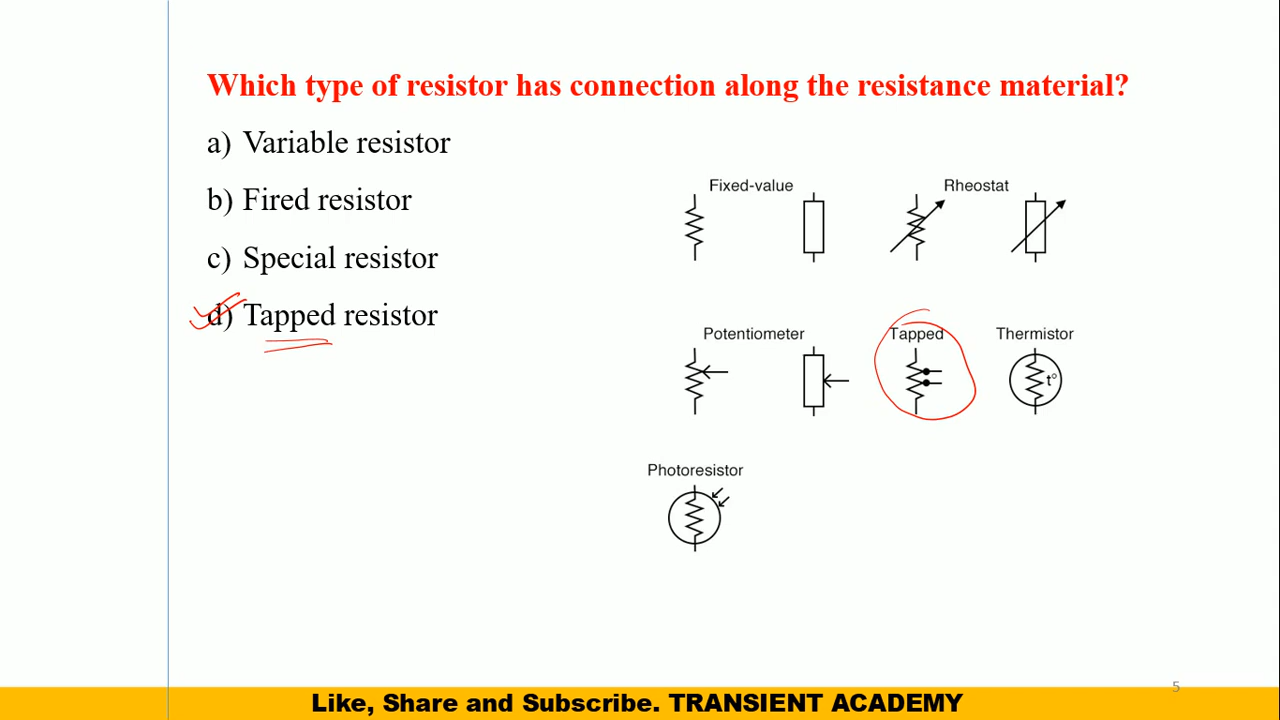 Which type of resistor has connection along the resistance material?
a) Variable resistor
b) Fired resistor
c) Special resistor
d) Tapped resistor
Fixed-value
Rheostat
Potentiometer
Tapped
Thermistor
t°
Photoresistor
5
Like, Share and Subscribe. TRANSIENT ACADEMY